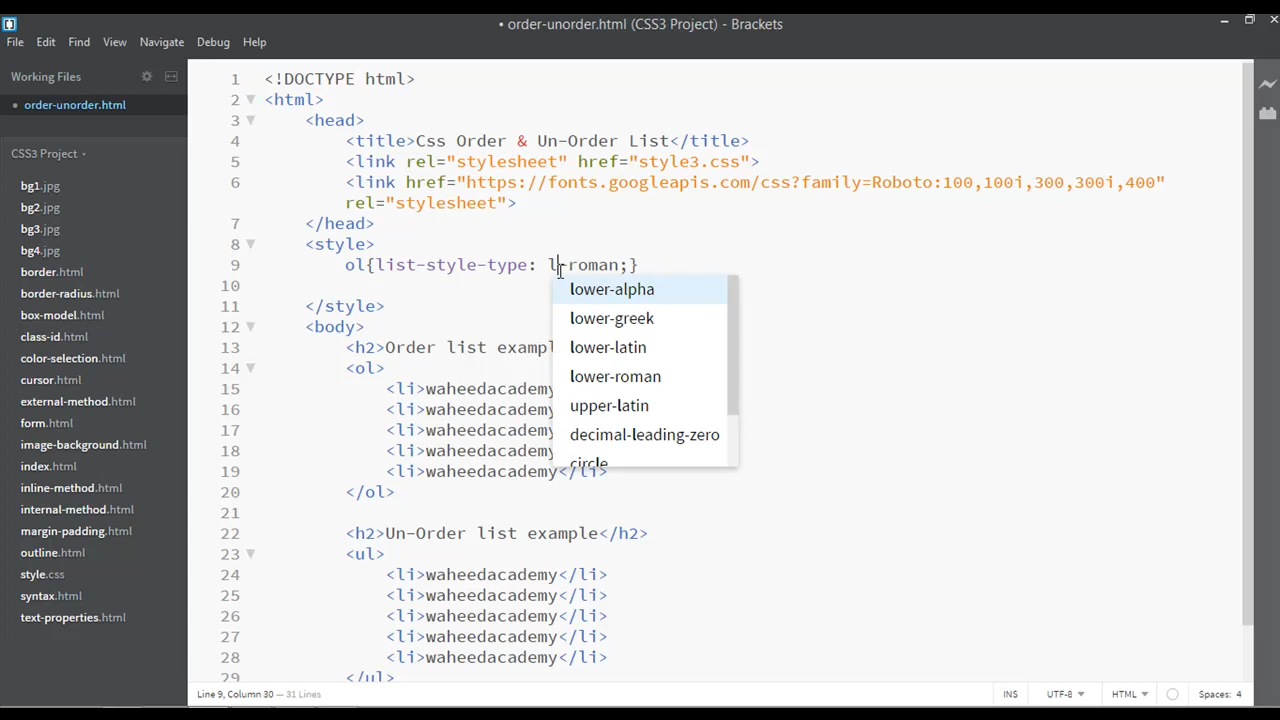 • order-unorder.html (CSS3 Project) - Brackets
File Edit Find View Navigate Debug Help
Working Files
• order-unorder.html
CSS3 Project
bg1.jpg
bg2.jpg
bg3.jpg
bg4.jpg
border.html
border-radius.html
box-model.html
class-id.html
color-selection.html
cursor.html
external-method.html
form.html
image-background.html
index.html
inline-method.html
internal-method.html
margin-padding.html
outline.html
style.css
syntax.html
text-properties.html
1 <!DOCTYPE html>
2 <html>
3 <head>
4 <title>Css Order & Un-Order List</title>
5 <link rel="stylesheet" href="style3.css">
6 <link href="https://fonts.googleapis.com/css?family=Roboto:100,100i,300,300i,400"
rel="stylesheet">
7 </head>
8 <style>
9 ol{list-style-type: l-roman;}
10
11 </style>
12 <body>
13 <h2>Order list exampl
14 <ol>
15 <li>waheedacademy
16 <li>waheedacademy
17 <li>waheedacademy
18 <li>waheedacademy
19 <li>waheedacademy</li>
20 </ol>
21
22 <h2>Un-Order list example</h2>
23 <ul>
24 <li>waheedacademy</li>
25 <li>waheedacademy</li>
26 <li>waheedacademy</li>
27 <li>waheedacademy</li>
28 <li>waheedacademy</li>
29 </ul>
lower-alpha
lower-greek
lower-latin
lower-roman
upper-latin
decimal-leading-zero
circle
Line 9, Column 30 — 31 Lines
INS UTF-8 HTML Spaces: 4